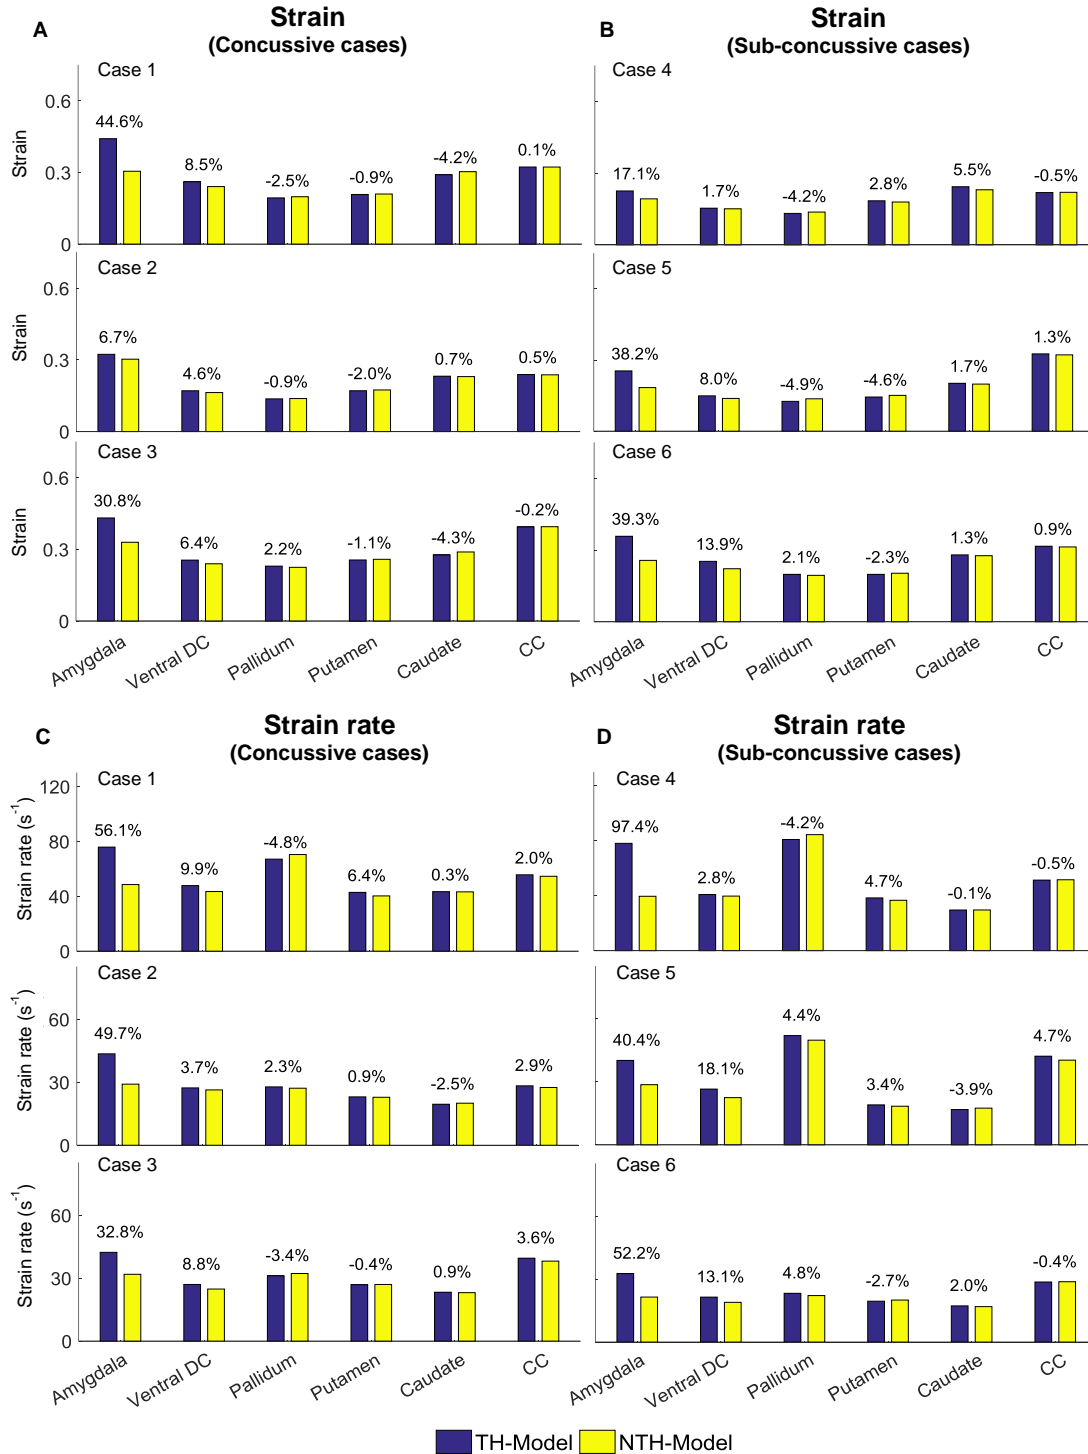 A
Strain
(Concussive cases)
Case 1
0.6
0.3
0
Strain
44.6%
8.5%
-2.5%
-0.9%
-4.2%
0.1%
Case 2
0.6
0.3
0
Strain
6.7%
4.6%
-0.9%
-2.0%
0.7%
0.5%
Case 3
0.6
0.3
0
Strain
30.8%
6.4%
2.2%
-1.1%
-4.3%
-0.2%
Amygdala
Ventral DC
Pallidum
Putamen
Caudate
CC
B
Strain
(Sub-concussive cases)
Case 4
17.1%
1.7%
-4.2%
2.8%
5.5%
-0.5%
Case 5
38.2%
8.0%
-4.9%
-4.6%
1.7%
1.3%
Case 6
39.3%
13.9%
2.1%
-2.3%
1.3%
0.9%
Amygdala
Ventral DC
Pallidum
Putamen
Caudate
CC
C
Strain rate
(Concussive cases)
Case 1
120
80
40
0
Strain rate (s⁻¹)
56.1%
9.9%
-4.8%
6.4%
0.3%
2.0%
Case 2
60
30
0
Strain rate (s⁻¹)
49.7%
3.7%
2.3%
0.9%
-2.5%
2.9%
Case 3
60
30
0
Strain rate (s⁻¹)
32.8%
8.8%
-3.4%
-0.4%
0.9%
3.6%
Amygdala
Ventral DC
Pallidum
Putamen
Caudate
CC
D
Strain rate
(Sub-concussive cases)
Case 4
97.4%
2.8%
-4.2%
4.7%
-0.1%
-0.5%
Case 5
40.4%
18.1%
4.4%
3.4%
-3.9%
4.7%
Case 6
52.2%
13.1%
4.8%
-2.7%
2.0%
-0.4%
Amygdala
Ventral DC
Pallidum
Putamen
Caudate
CC
TH-Model
NTH-Model